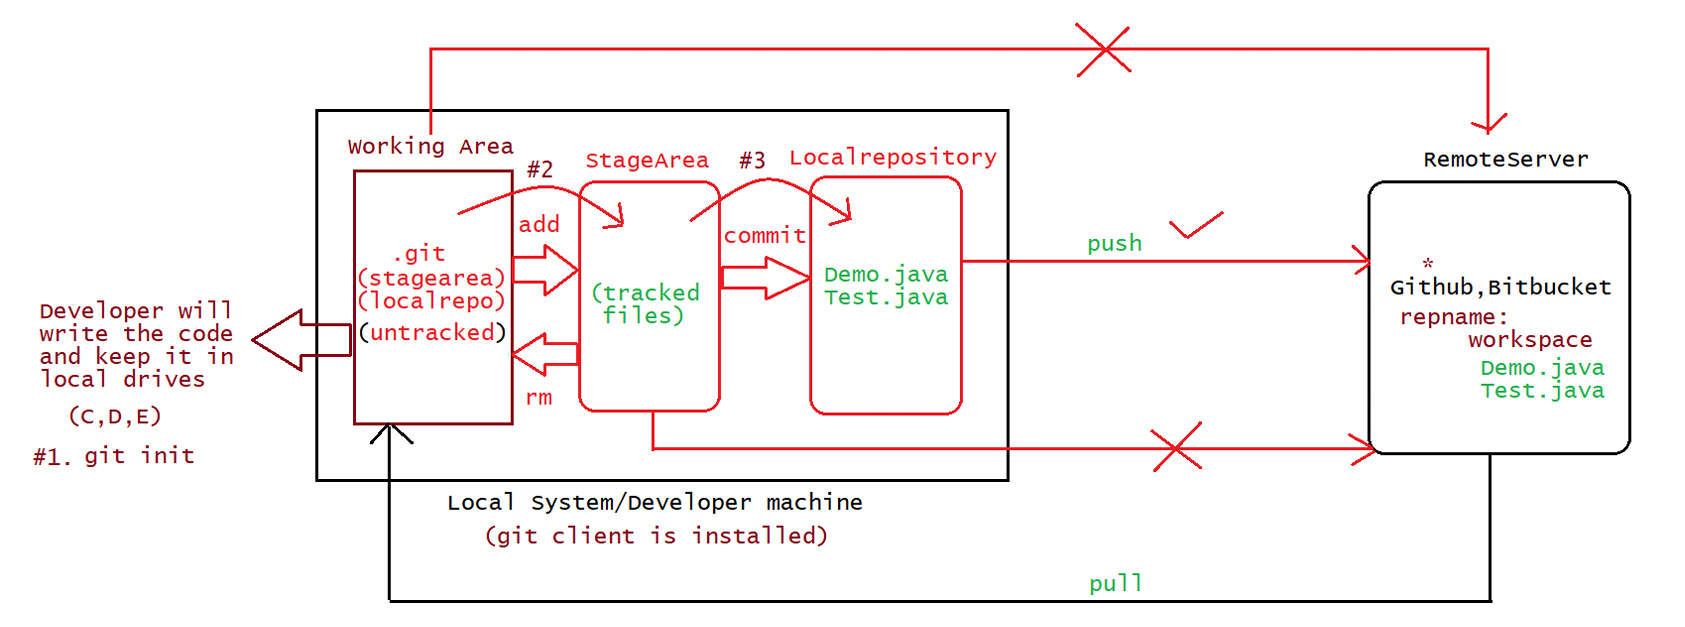 Working Area
#2
StageArea
#3
Localrepository
RemoteServer
add
commit
push
.git
(stagearea)
(localrepo)
(untracked)
(tracked
files)
Demo.java
Test.java
*
Github,Bitbucket
repname:
workspace
Demo.java
Test.java
Developer will
write the code
and keep it in
local drives
(C,D,E)
#1. git init
rm
Local System/Developer machine
(git client is installed)
pull